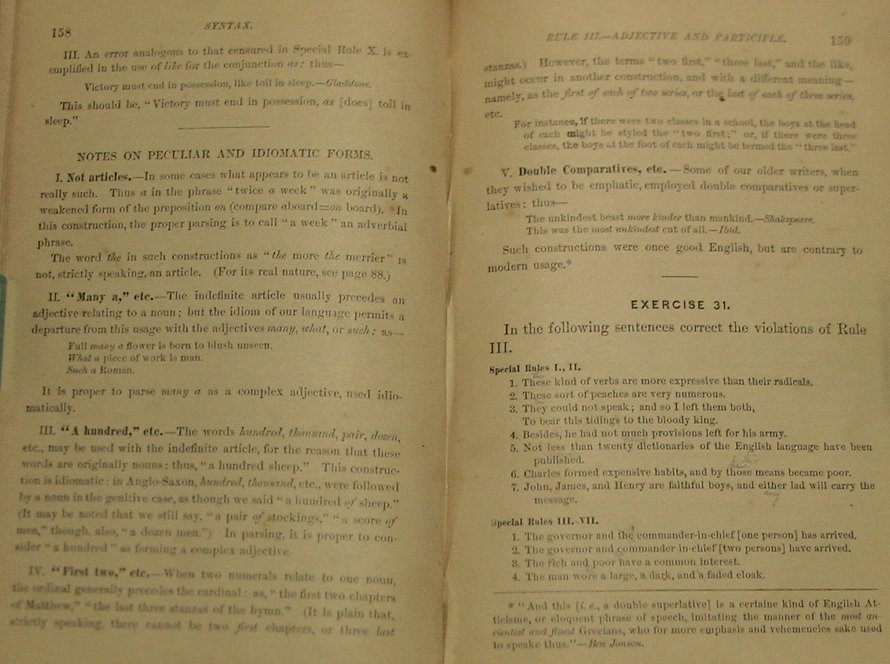 158
SYNTAX.
III. An error analogous to that censured in Special Rule X. is ex-
emplified in the use of like for the conjunction as: thus—
Victory must end in possession, like toil in sleep.—Gladstone.
This should be, "Victory must end in possession, as [does] toil in
sleep."
NOTES ON PECULIAR AND IDIOMATIC FORMS.
I. Not articles.—In some cases what appears to be an article is not
really such. Thus a in the phrase "twice a week" was originally a
weakened form of the preposition on (compare aboard=on board). In
this construction, the proper parsing is to call "a week" an adverbial
phrase.
The word the in such constructions as "the more the merrier" is
not, strictly speaking, an article. (For its real nature, see page 88.)
II. "Many a," etc.—The indefinite article usually precedes an
adjective relating to a noun; but the idiom of our language permits a
departure from this usage with the adjectives many, what, or such: as—
Full many a flower is born to blush unseen.
What a piece of work is man.
Such a Roman.
It is proper to parse many a as a complex adjective, used idio-
matically.
III. "A hundred," etc.—The words hundred, thousand, pair, dozen,
etc., may be used with the indefinite article, for the reason that these
words are originally nouns: thus, "a hundred sheep." This construc-
tion is idiomatic: in Anglo-Saxon, hundred, thousand, etc., were followed
by a noun in the genitive case, as though we said "a hundred of sheep."
(It may be noted that we still say, "a pair of stockings," "a score of
men," though, also, "a dozen men.") In parsing, it is proper to con-
sider "a hundred" as forming a complex adjective.
IV. "First two," etc.—When two numerals relate to one noun,
the ordinal generally precedes the cardinal: as, "the first two chapters
of Matthew," "the last three stanzas of the hymn." (It is plain that,
strictly speaking, there cannot be two first chapters, or three last
RULE III.—ADJECTIVE AND PARTICIPLE.
159
stanzas.) However, the terms "two first," "three last," and the like,
might occur in another construction, and with a different meaning—
namely, as the first of each of two series, or the last of each of three series,
etc.
For instance, if there were two classes in a school, the boys at the head
of each might be styled the "two first;" or, if there were three
classes, the boys at the foot of each might be termed the "three last."
V. Double Comparatives, etc.—Some of our older writers, when
they wished to be emphatic, employed double comparatives or super-
latives: thus—
The unkindest beast more kinder than mankind.—Shakspeare.
This was the most unkindest cut of all.—Ibid.
Such constructions were once good English, but are contrary to
modern usage.*
EXERCISE 31.
In the following sentences correct the violations of Rule
III.
Special Rules I., II.
1. These kind of verbs are more expressive than their radicals.
2. These sort of peaches are very numerous.
3. They could not speak; and so I left them both,
To bear this tidings to the bloody king.
4. Besides, he had not much provisions left for his army.
5. Not less than twenty dictionaries of the English language have been
published.
6. Charles formed expensive habits, and by those means became poor.
7. John, James, and Henry are faithful boys, and either lad will carry the
message.
Special Rules III.-VII.
1. The governor and the commander-in-chief [one person] has arrived.
2. The governor and commander-in-chief [two persons] have arrived.
3. The rich and poor have a common interest.
4. The man wore a large, a dark, and a faded cloak.
* "And this [i. e., a double superlative] is a certaine kind of English At-
ticisme, or eloquent phrase of speech, imitating the manner of the most an-
cientest and finest Grecians, who for more emphasis and vehemencies sake used
to speake thus."—Ben Jonson.